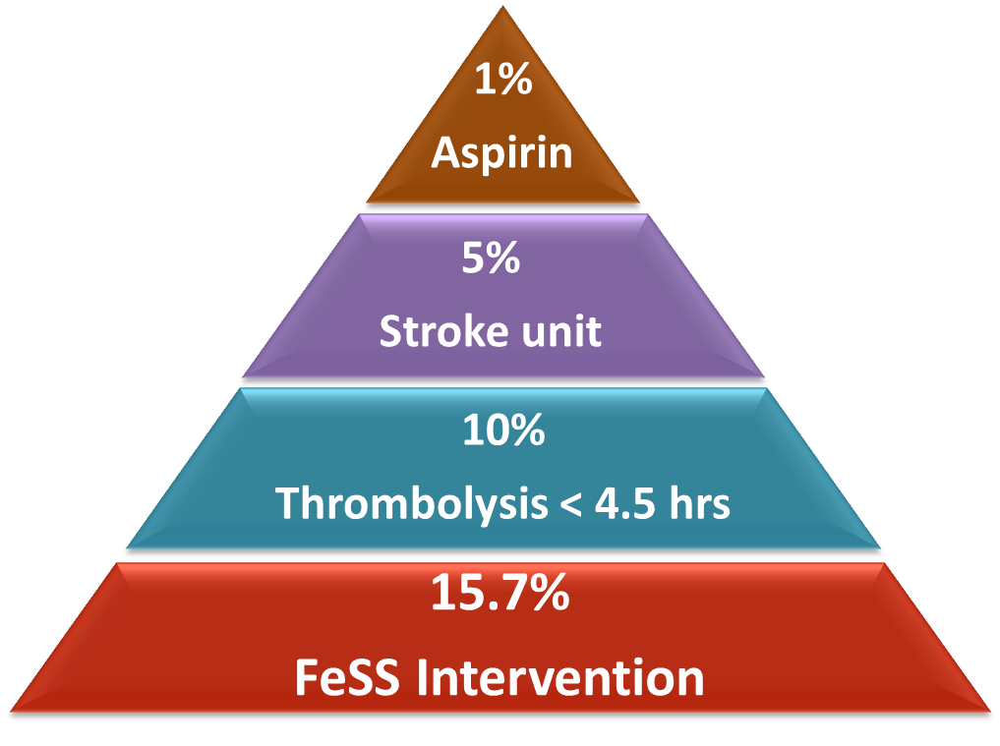 1%
Aspirin
5%
Stroke unit
10%
Thrombolysis < 4.5 hrs
15.7%
FeSS Intervention